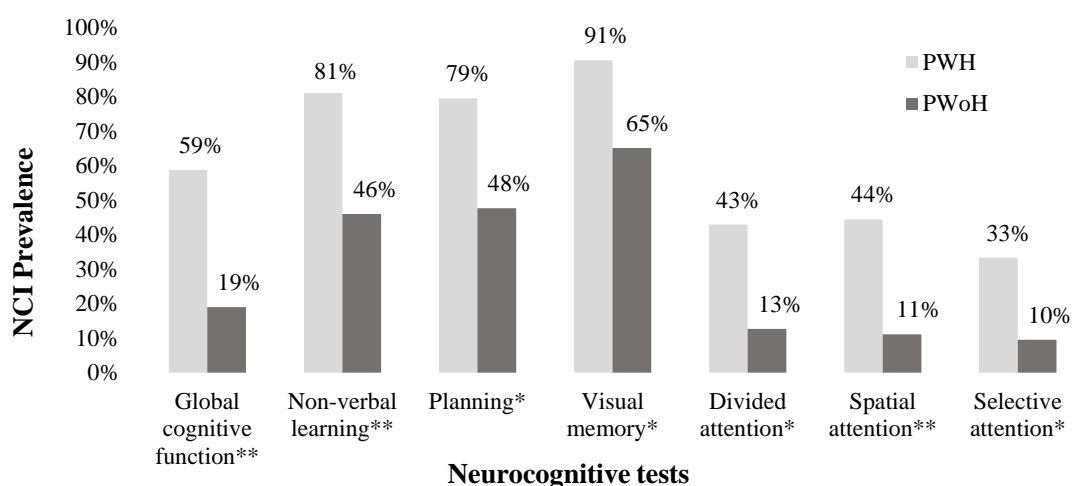 100%
90%
80%
70%
60%
50%
40%
30%
20%
10%
0%
NCI Prevalence
59%
19%
81%
46%
79%
48%
91%
65%
43%
13%
44%
11%
33%
10%
PWH
PWoH
Global
cognitive
function**
Non-verbal
learning**
Planning*
Visual
memory*
Divided
attention*
Spatial
attention**
Selective
attention*
Neurocognitive tests